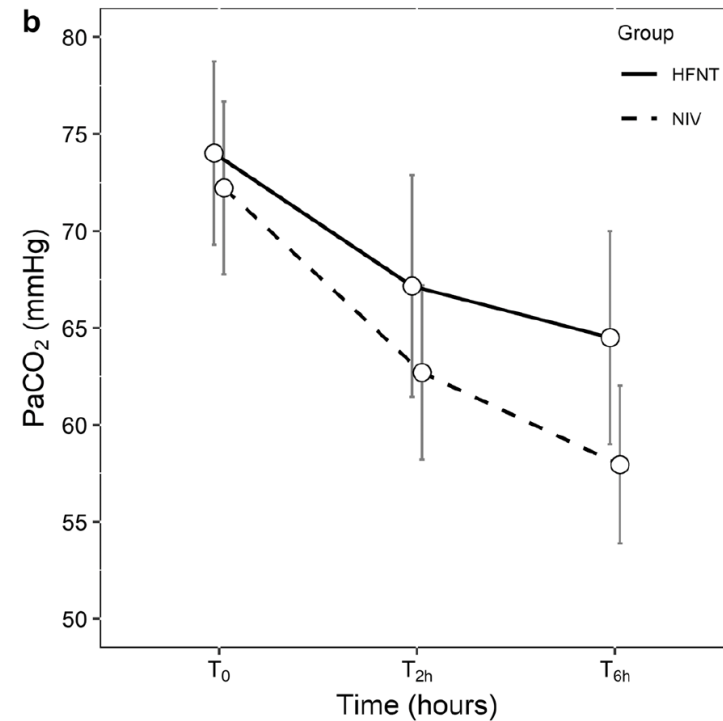 b
Group
HFNT
NIV
80
75
70
65
60
55
50
PaCO₂ (mmHg)
T₀ T₂ₕ T₆ₕ
Time (hours)